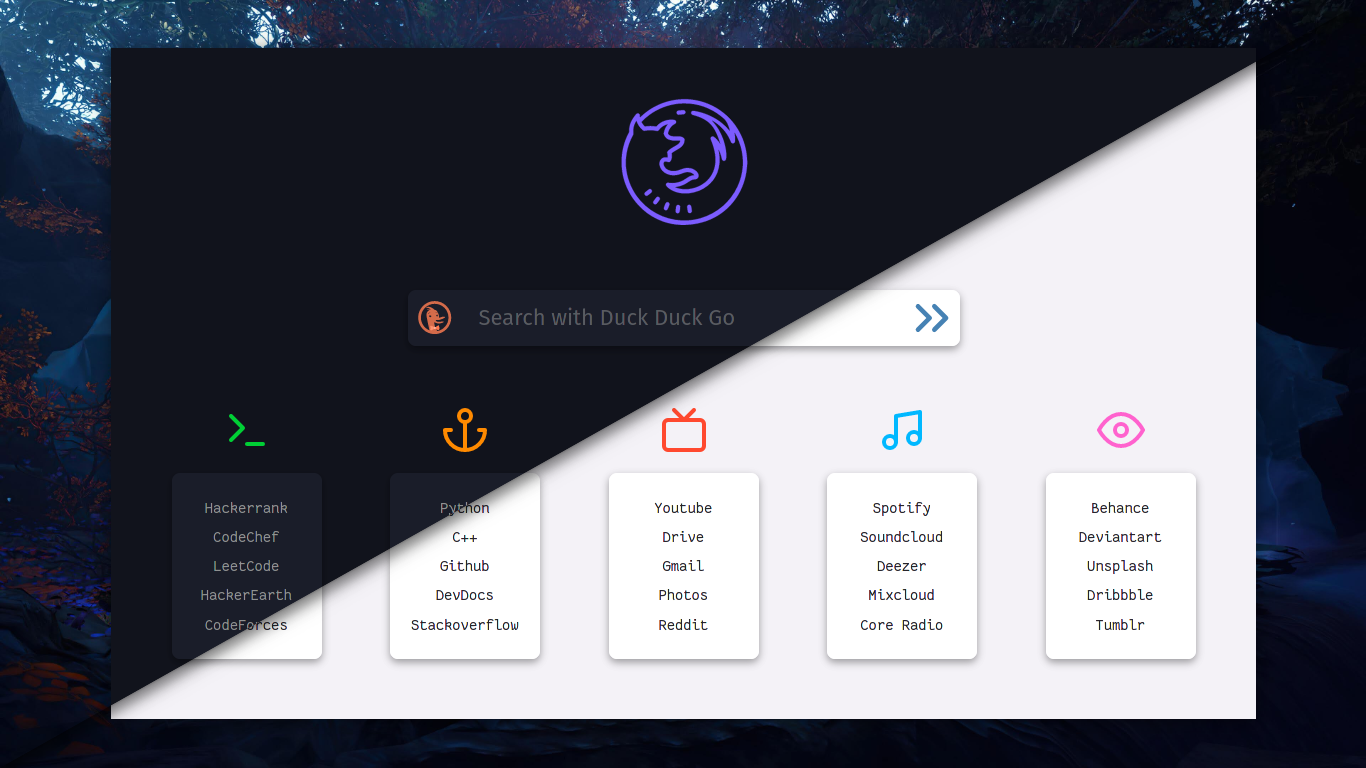 Search with Duck Duck Go
Hackerrank
CodeChef
LeetCode
HackerEarth
CodeForces
Python
C++
Github
DevDocs
Stackoverflow
Youtube
Drive
Gmail
Photos
Reddit
Spotify
Soundcloud
Deezer
Mixcloud
Core Radio
Behance
Deviantart
Unsplash
Dribbble
Tumblr